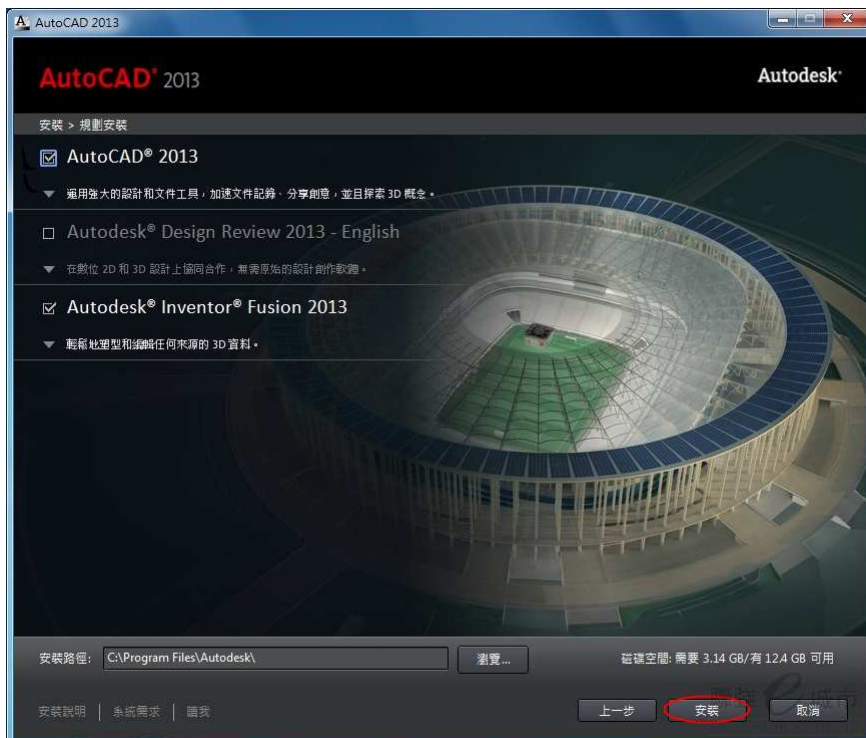 AutoCAD 2013
AutoCAD® 2013
Autodesk®
安裝 > 規劃安裝
AutoCAD® 2013
運用強大的設計和文件工具，加速文件記錄、分享創意，並且探索 3D 概念。
Autodesk® Design Review 2013 - English
在數位 2D 和 3D 設計上協同合作，無需原始的設計創作軟體。
Autodesk® Inventor® Fusion 2013
輕鬆地塑型和編輯任何來源的 3D 資料。
安裝路徑: C:\Program Files\Autodesk\ 瀏覽... 磁碟空間: 需要 3.14 GB/有 12.4 GB 可用
安裝說明 | 系統需求 | 讀我 上一步 安裝 取消
聯強 e 城市